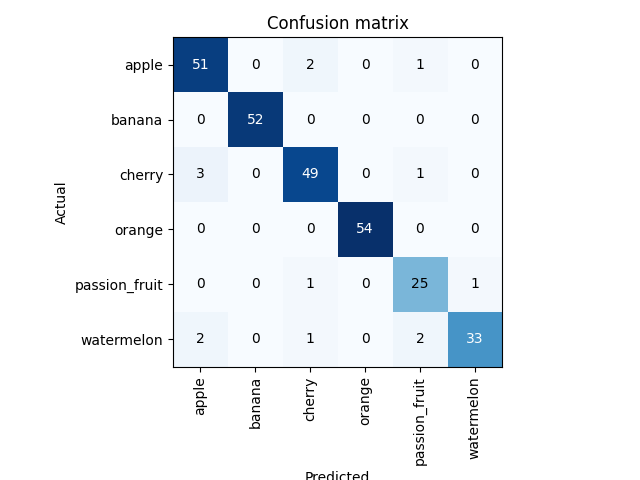 Confusion matrix
Actual
apple 51 0 2 0 1 0
banana 0 52 0 0 0 0
cherry 3 0 49 0 1 0
orange 0 0 0 54 0 0
passion_fruit 0 0 1 0 25 1
watermelon 2 0 1 0 2 33
apple banana cherry orange passion_fruit watermelon
Predicted